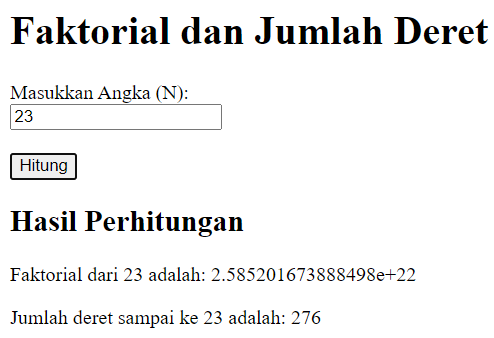 Faktorial dan Jumlah Deret
Masukkan Angka (N):
23
Hitung
Hasil Perhitungan
Faktorial dari 23 adalah: 2.585201673888498e+22
Jumlah deret sampai ke 23 adalah: 276